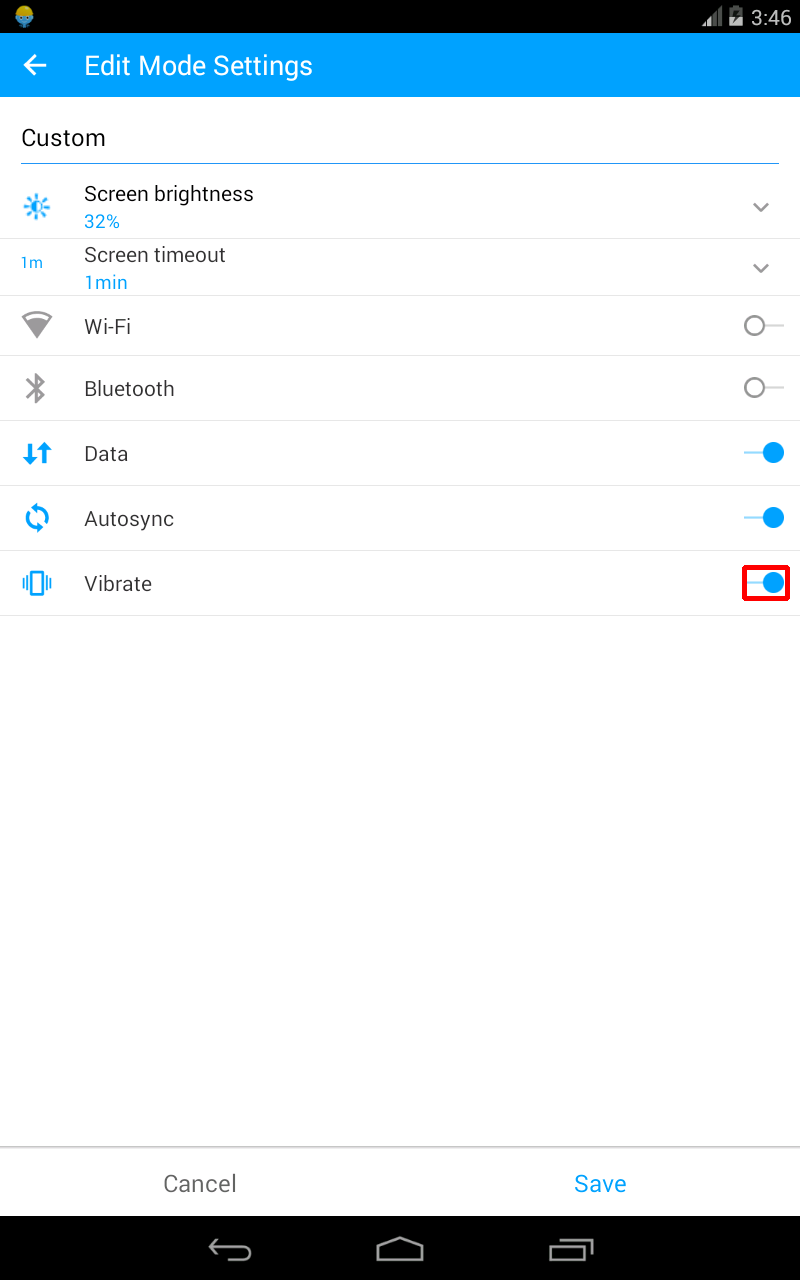 3:46
Edit Mode Settings
Custom
Screen brightness
32%
1m
Screen timeout
1min
Wi-Fi
Bluetooth
Data
Autosync
Vibrate
Cancel
Save